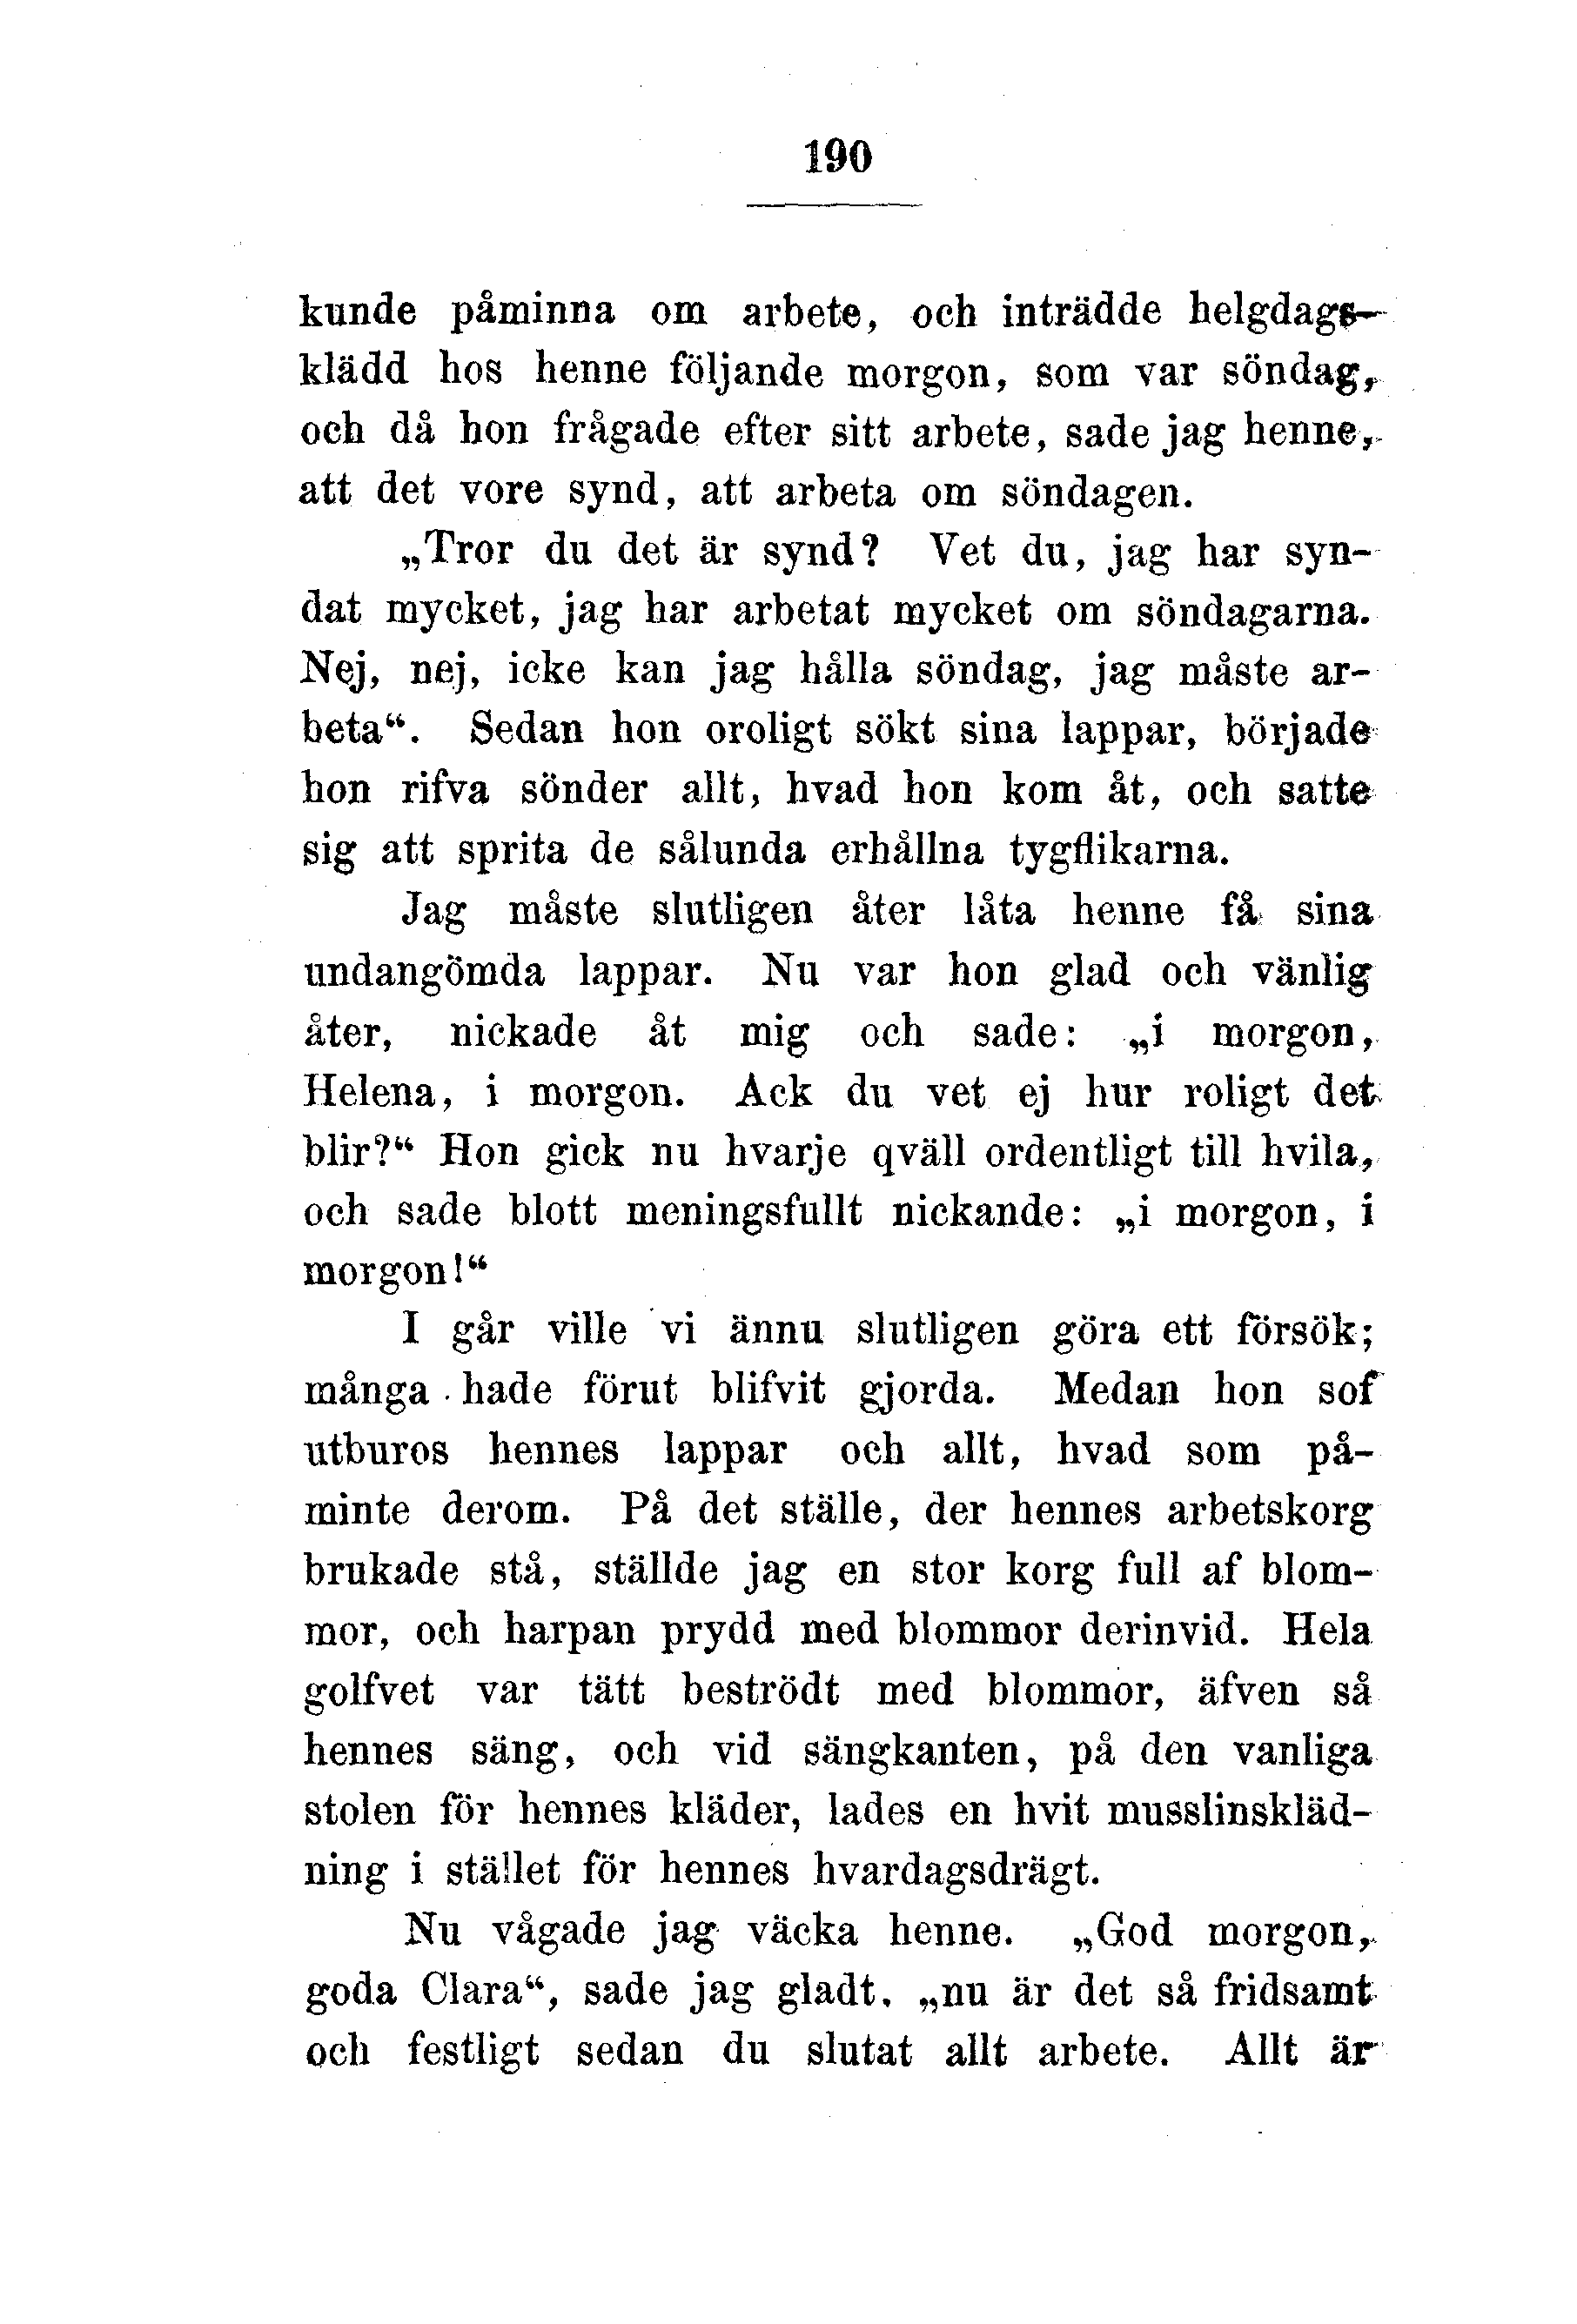 190
kunde påminna om arbete, och inträdde helgdags-
klädd hos henne följande morgon, som var söndag,
och då hon frågade efter sitt arbete, sade jag henne,
att det vore synd, att arbeta om söndagen.
„Tror du det är synd? Vet du, jag har syn-
dat mycket, jag har arbetat mycket om söndagarna.
Nej, nej, icke kan jag hålla söndag, jag måste ar-
beta“. Sedan hon oroligt sökt sina lappar, började
hon rifva sönder allt, hvad hon kom åt, och satte
sig att sprita de sålunda erhållna tygflikarna.
Jag måste slutligen åter låta henne få sina
undangömda lappar. Nu var hon glad och vänlig
åter, nickade åt mig och sade: „i morgon,
Helena, i morgon. Ack du vet ej hur roligt det
blir?“ Hon gick nu hvarje qväll ordentligt till hvila,
och sade blott meningsfullt nickande: „i morgon, i
morgon!“
I går ville vi ännu slutligen göra ett försök;
många hade förut blifvit gjorda. Medan hon sof
utburos hennes lappar och allt, hvad som på-
minte derom. På det ställe, der hennes arbetskorg
brukade stå, ställde jag en stor korg full af blom-
mor, och harpan prydd med blommor derinvid. Hela
golfvet var tätt beströdt med blommor, äfven så
hennes säng, och vid sängkanten, på den vanliga
stolen för hennes kläder, lades en hvit musslinskläd-
ning i stället för hennes hvardagsdrägt.
Nu vågade jag väcka henne. „God morgon,
goda Clara“, sade jag gladt. „nu är det så fridsamt
och festligt sedan du slutat allt arbete. Allt är